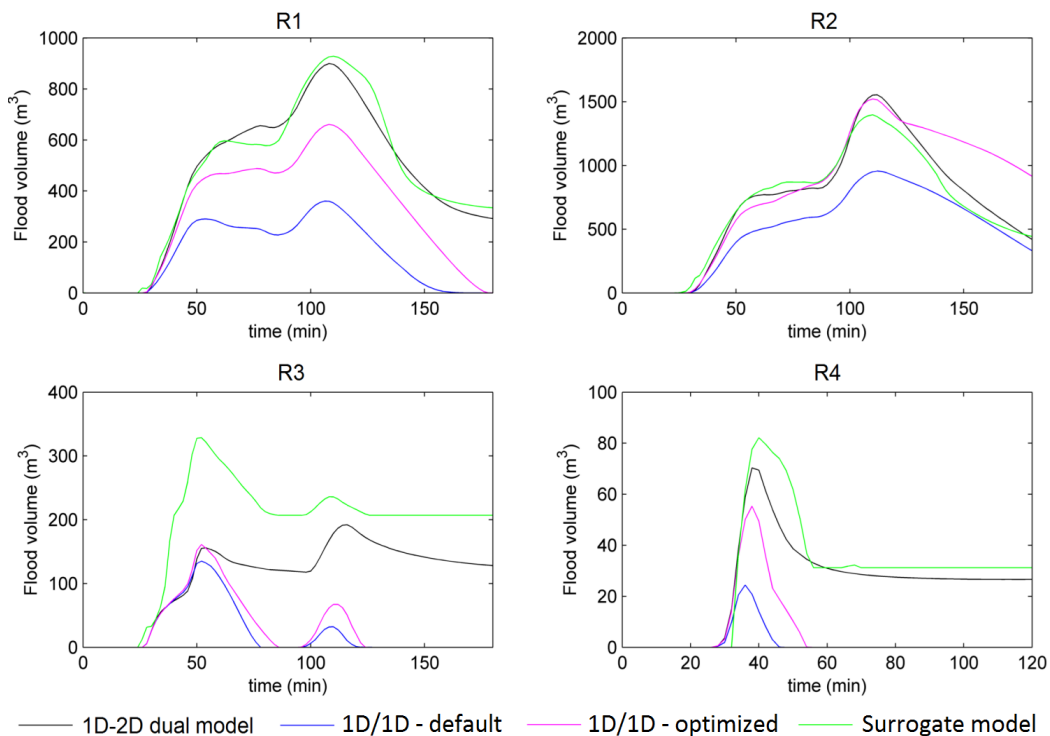 R1
1000
800
600
400
200
0
Flood volume (m³)
0 50 100 150
time (min)
R2
2000
1500
1000
500
0
Flood volume (m³)
0 50 100 150
time (min)
R3
400
300
200
100
0
Flood volume (m³)
0 50 100 150
time (min)
R4
100
80
60
40
20
0
Flood volume (m³)
0 20 40 60 80 100 120
time (min)
1D-2D dual model 1D/1D - default 1D/1D - optimized Surrogate model